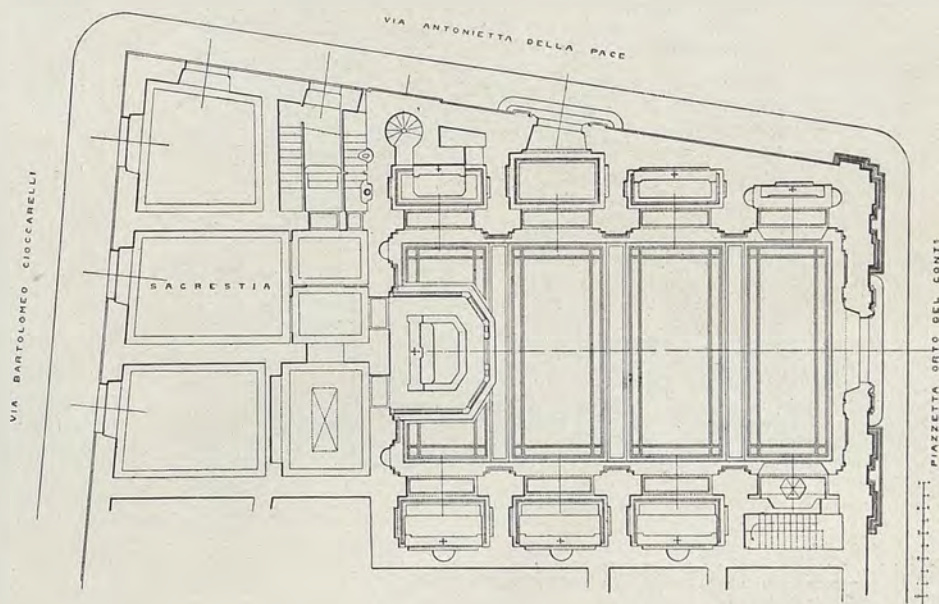 VIA ANTONIETTA DELLA PACE
VIA BARTOLOMEO CIOCCARELLI
SACRESTIA
PIAZZETTA ORTO DEL CONTE